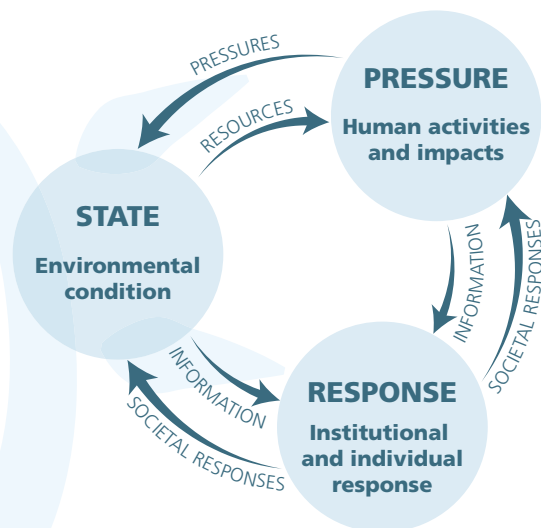 PRESSURES
RESOURCES
PRESSURE
Human activities
and impacts
STATE
Environmental
condition
INFORMATION
SOCIETAL RESPONSES
INFORMATION
SOCIETAL RESPONSES
RESPONSE
Institutional
and individual
response